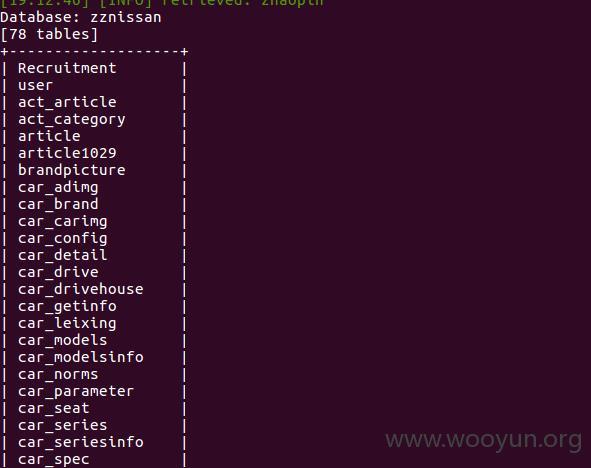 [19:12:46] [INFO] retrieved: zhaopin
Database: zznissan
[78 tables]
+-------------------+
| Recruitment |
| user |
| act_article |
| act_category |
| article |
| article1029 |
| brandpicture |
| car_adimg |
| car_brand |
| car_carimg |
| car_config |
| car_detail |
| car_drive |
| car_drivehouse |
| car_getinfo |
| car_leixing |
| car_models |
| car_modelsinfo |
| car_norms |
| car_parameter |
| car_seat |
| car_series |
| car_seriesinfo |
| car_spec |
www.wooyun.org